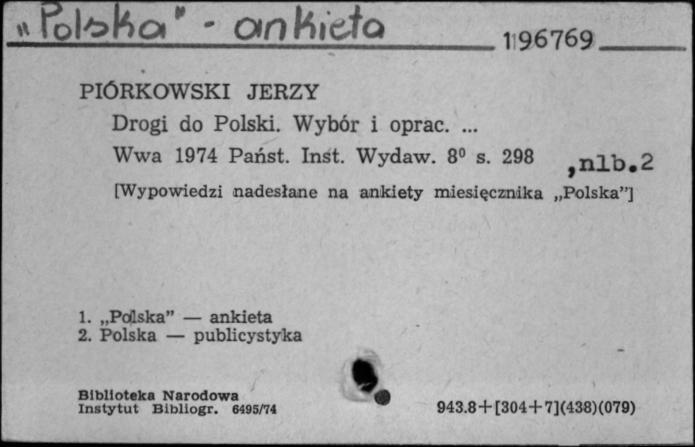 „Polska” - ankieta
1196769
PIÓRKOWSKI JERZY
Drogi do Polski. Wybór i oprac. ...
Wwa 1974 Państ. Inst. Wydaw. 8⁰ s. 298 ,nlb.2
[Wypowiedzi nadesłane na ankiety miesięcznika „Polska”]
1. „Polska” — ankieta
2. Polska — publicystyka
Biblioteka Narodowa
Instytut Bibliogr. 6495/74
943.8+[304+7](438)(079)